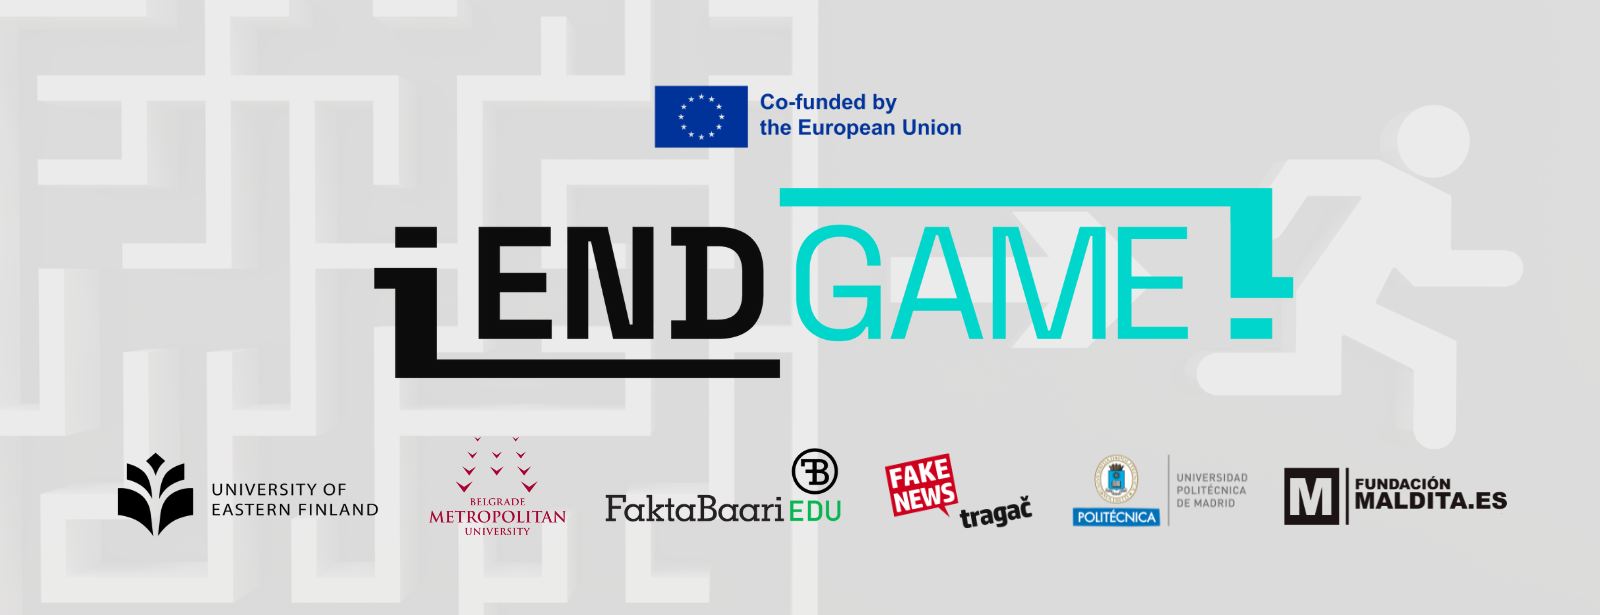 Co-funded by
the European Union
iENDGAME!
UNIVERSITY OF
EASTERN FINLAND
BELGRADE
METROPOLITAN
UNIVERSITY
FB
FaktaBaari EDU
FAKE
NEWS
tragač
POLITÉCNICA
UNIVERSIDAD
POLITÉCNICA
DE MADRID
M
FUNDACIÓN
MALDITA.ES